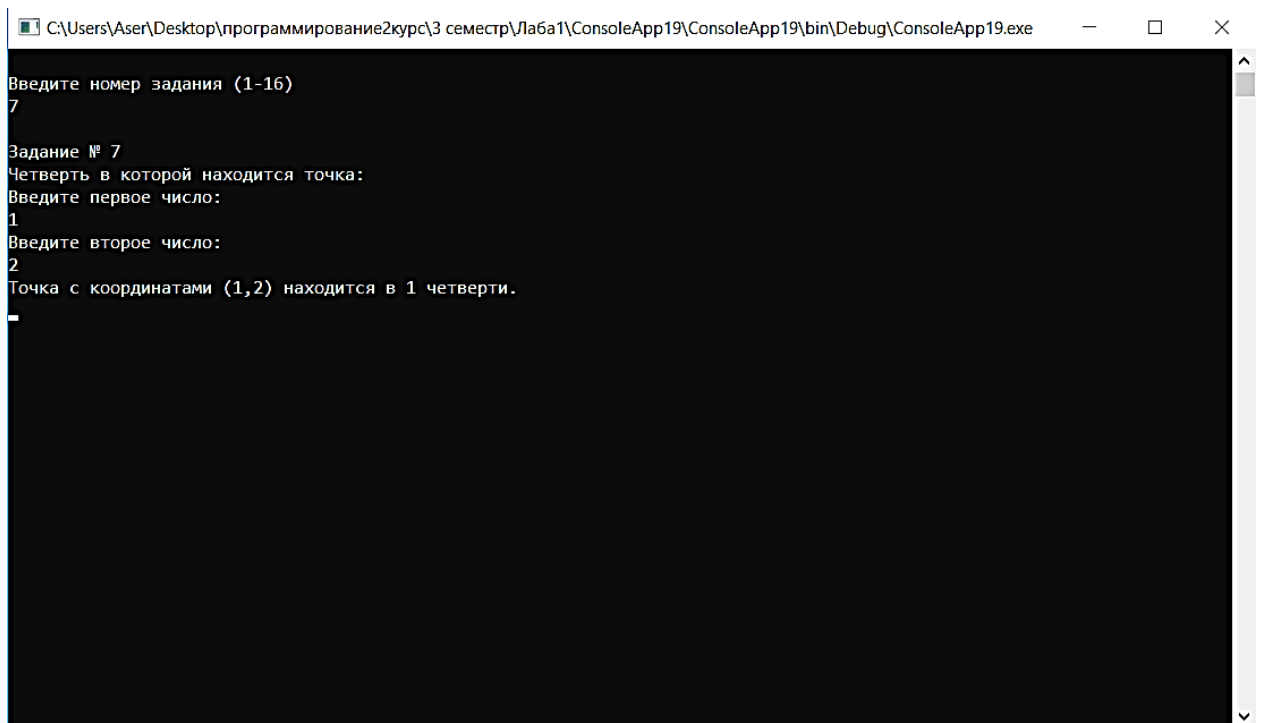 C:\Users\Aser\Desktop\программирование2курс\3 семестр\Лаба1\ConsoleApp19\ConsoleApp19\bin\Debug\ConsoleApp19.exe
Введите номер задания (1-16)
7
Задание № 7
Четверть в которой находится точка:
Введите первое число:
1
Введите второе число:
2
Точка с координатами (1,2) находится в 1 четверти.